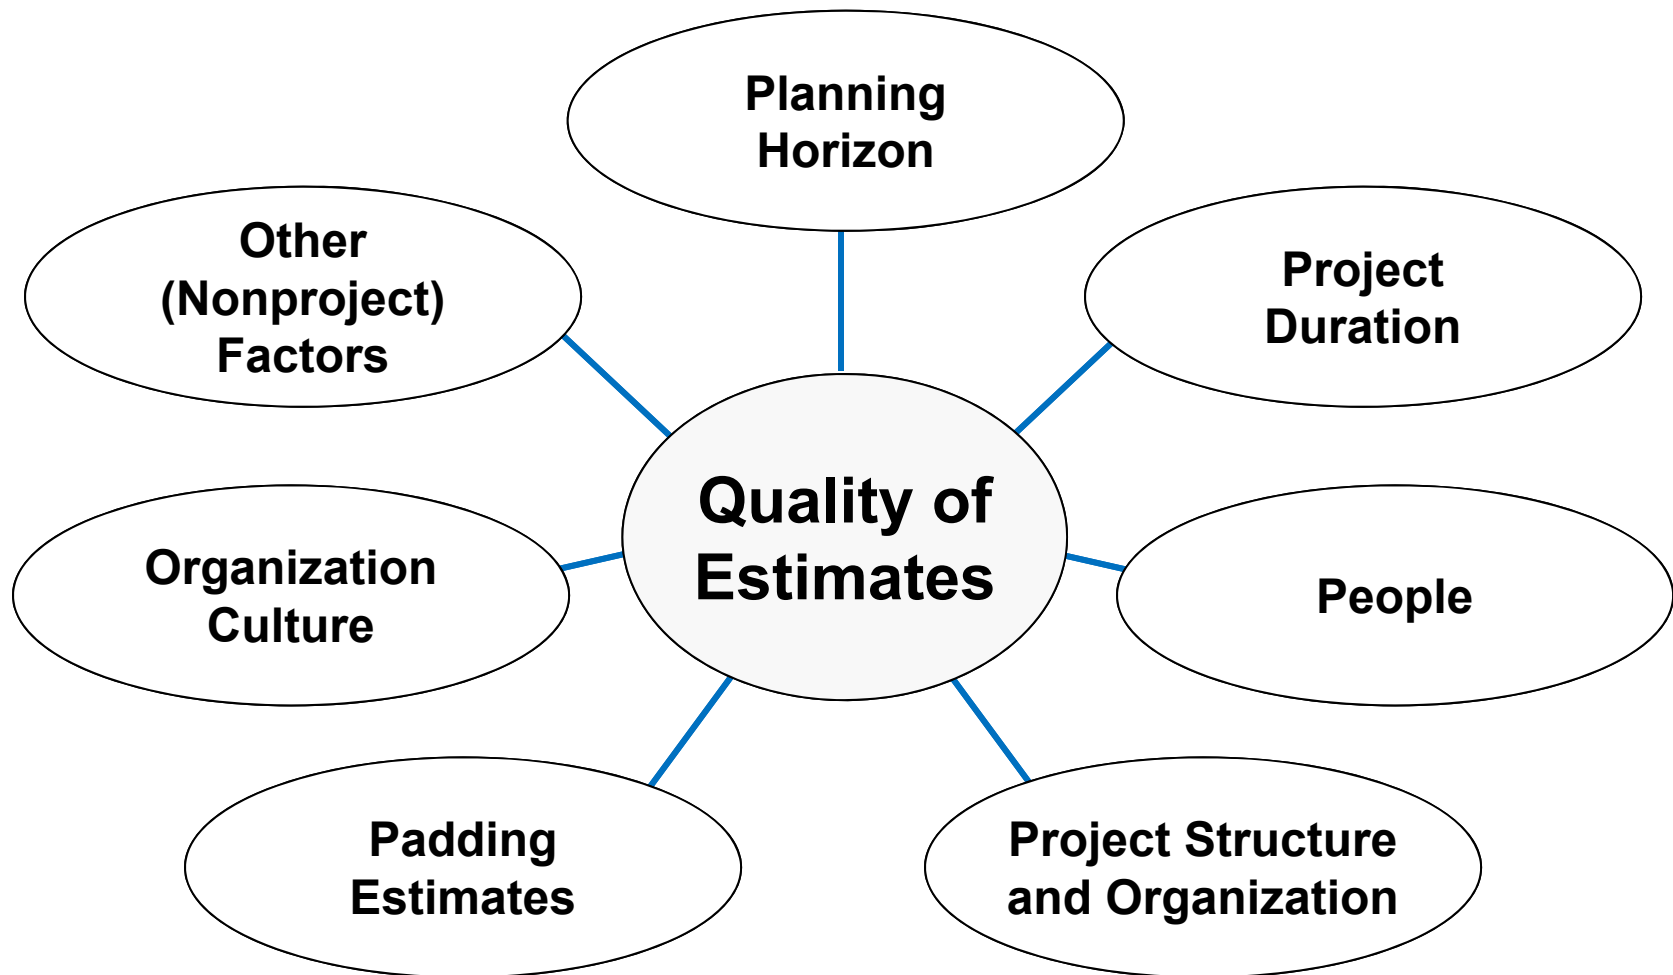 Planning
Horizon
Other
(Nonproject)
Factors
Project
Duration
Quality of
Estimates
Organization
Culture
People
Padding
Estimates
Project Structure
and Organization